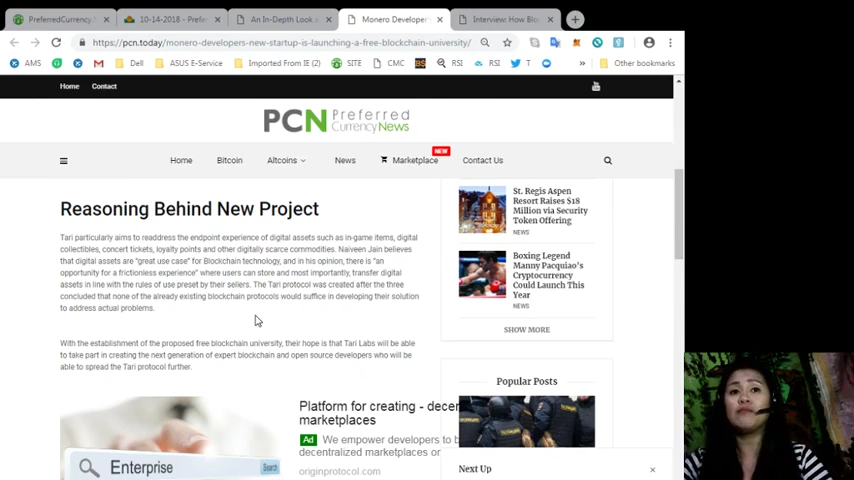 PreferredCurrency.N
10-14-2018 - Prefer
An In-Depth Look a
Monero Developer
Interview: How Blo
https://pcn.today/monero-developers-new-startup-is-launching-a-free-blockchain-university/
AMS
Dell
ASUS E-Service
Imported From IE (2)
SITE
CMC
RSI
RSI
T
Other bookmarks
Home
Contact
PCN Preferred
CurrencyNews
NEW
Home
Bitcoin
Altcoins
News
Marketplace
Contact Us
Reasoning Behind New Project
Tari particularly aims to readdress the endpoint experience of digital assets such as in-game items, digital
collectibles, concert tickets, loyalty points and other digitally scarce commodities. Naiveen Jain believes
that digital assets are “great use case” for Blockchain technology, and in his opinion, there is “an
opportunity for a frictionless experience” where users can store and most importantly, transfer digital
assets in line with the rules of use preset by their sellers. The Tari protocol was created after the three
concluded that none of the already existing blockchain protocols would suffice in developing their solution
to address actual problems.
With the establishment of the proposed free blockchain university, their hope is that Tari Labs will be able
to take part in creating the next generation of expert blockchain and open source developers who will be
able to spread the Tari protocol further.
Enterprise
Search
Platform for creating - decen
marketplaces
Ad We empower developers to b
decentralized marketplaces or
originprotocol.com
St. Regis Aspen
Resort Raises $18
Million via Security
Token Offering
NEWS
Boxing Legend
Manny Pacquiao's
Cryptocurrency
Could Launch This
Year
NEWS
SHOW MORE
Popular Posts
Next Up